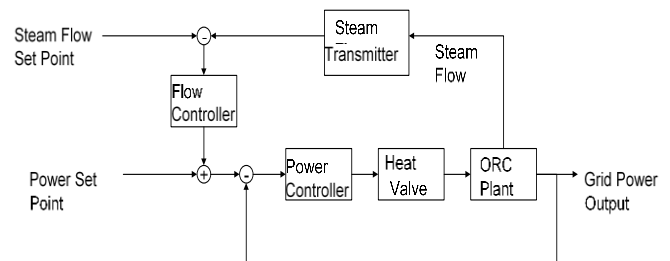 Steam Flow
Set Point
-
Steam
Transmitter
Steam
Flow
Flow
Controller
Power Set
Point
+
-
Power
Controller
Heat
Valve
ORC
Plant
Grid Power
Output